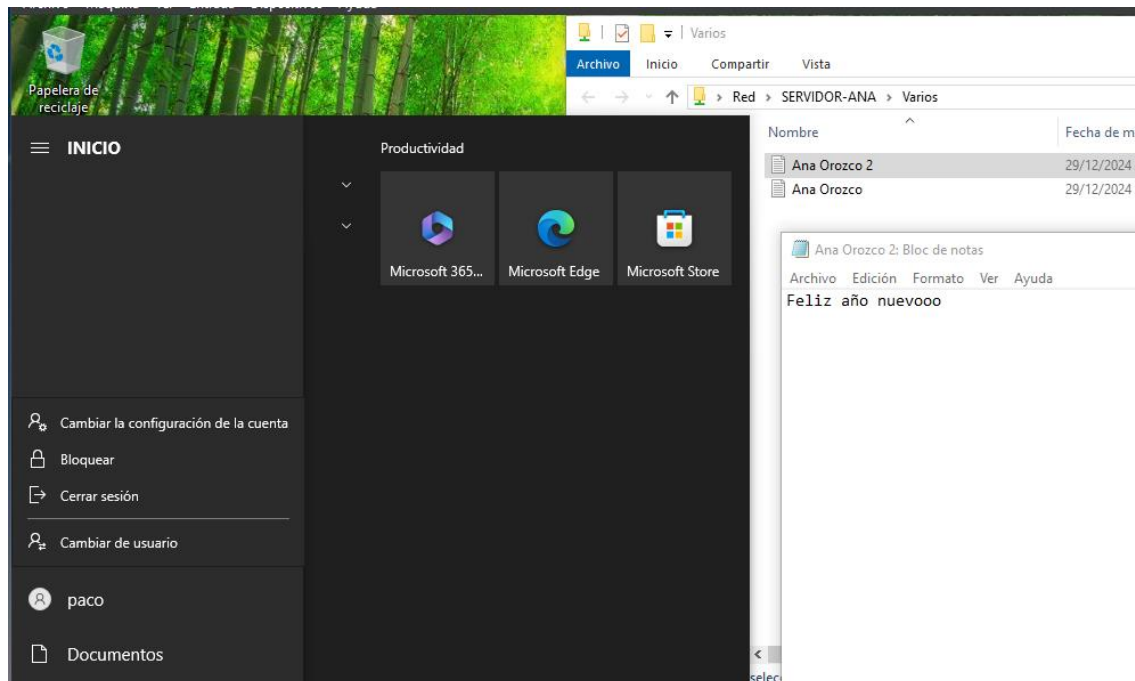 Varios
Archivo Inicio Compartir Vista
Red > SERVIDOR-ANA > Varios
Papelera de
reciclaje
INICIO
Productividad
Microsoft 365...
Microsoft Edge
Microsoft Store
Cambiar la configuración de la cuenta
Bloquear
Cerrar sesión
Cambiar de usuario
paco
Documentos
Nombre Fecha de m
Ana Orozco 2 29/12/2024
Ana Orozco 29/12/2024
Ana Orozco 2: Bloc de notas
Archivo Edición Formato Ver Ayuda
Feliz año nuevooo